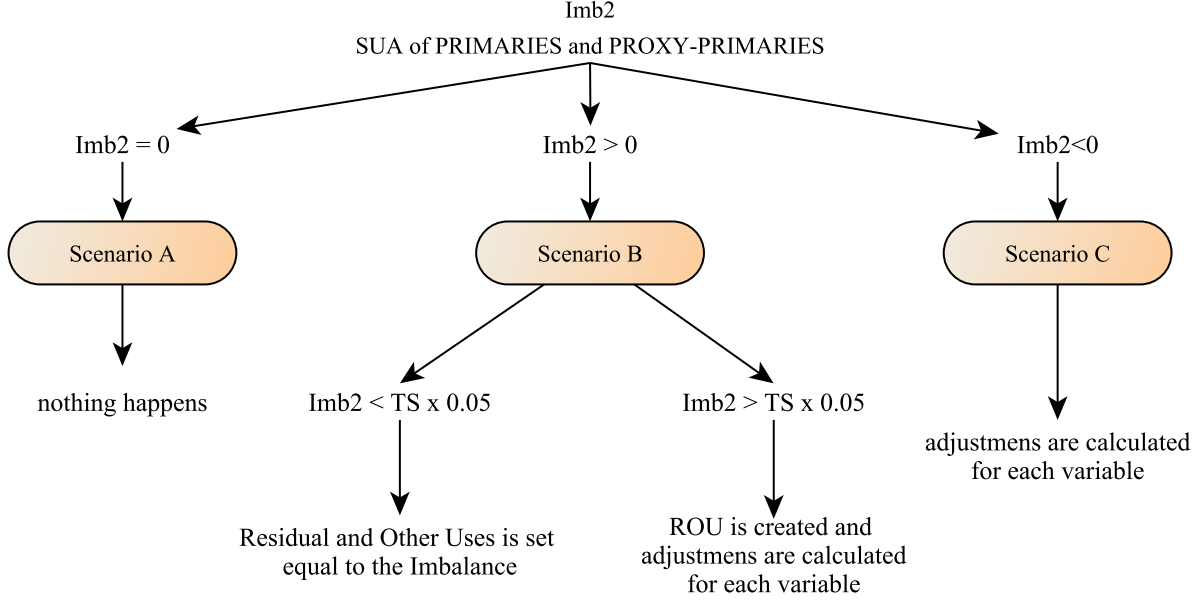 Imb2
SUA of PRIMARIES and PROXY-PRIMARIES
Imb2 = 0
Imb2 > 0
Imb2<0
Scenario A
Scenario B
Scenario C
nothing happens
Imb2 < TS x 0.05
Imb2 > TS x 0.05
adjustmens are calculated
for each variable
Residual and Other Uses is set
equal to the Imbalance
ROU is created and
adjustmens are calculated
for each variable